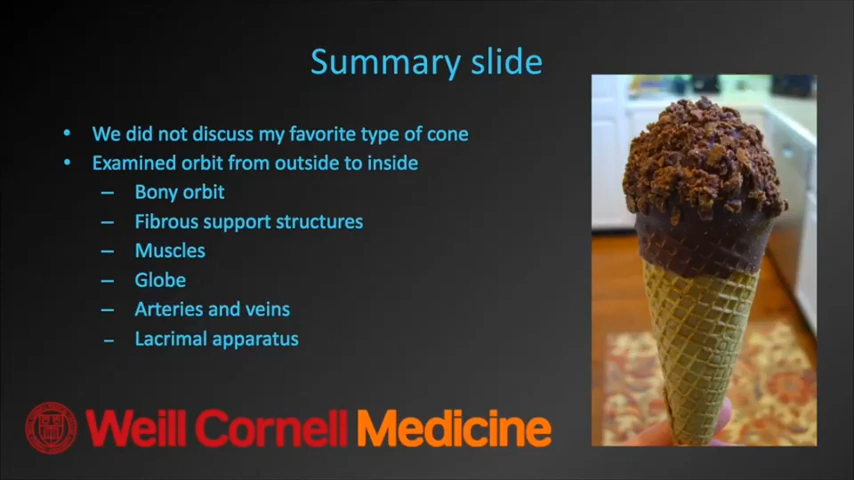 Summary slide
• We did not discuss my favorite type of cone
• Examined orbit from outside to inside
– Bony orbit
– Fibrous support structures
– Muscles
– Globe
– Arteries and veins
– Lacrimal apparatus
Weill Cornell Medicine